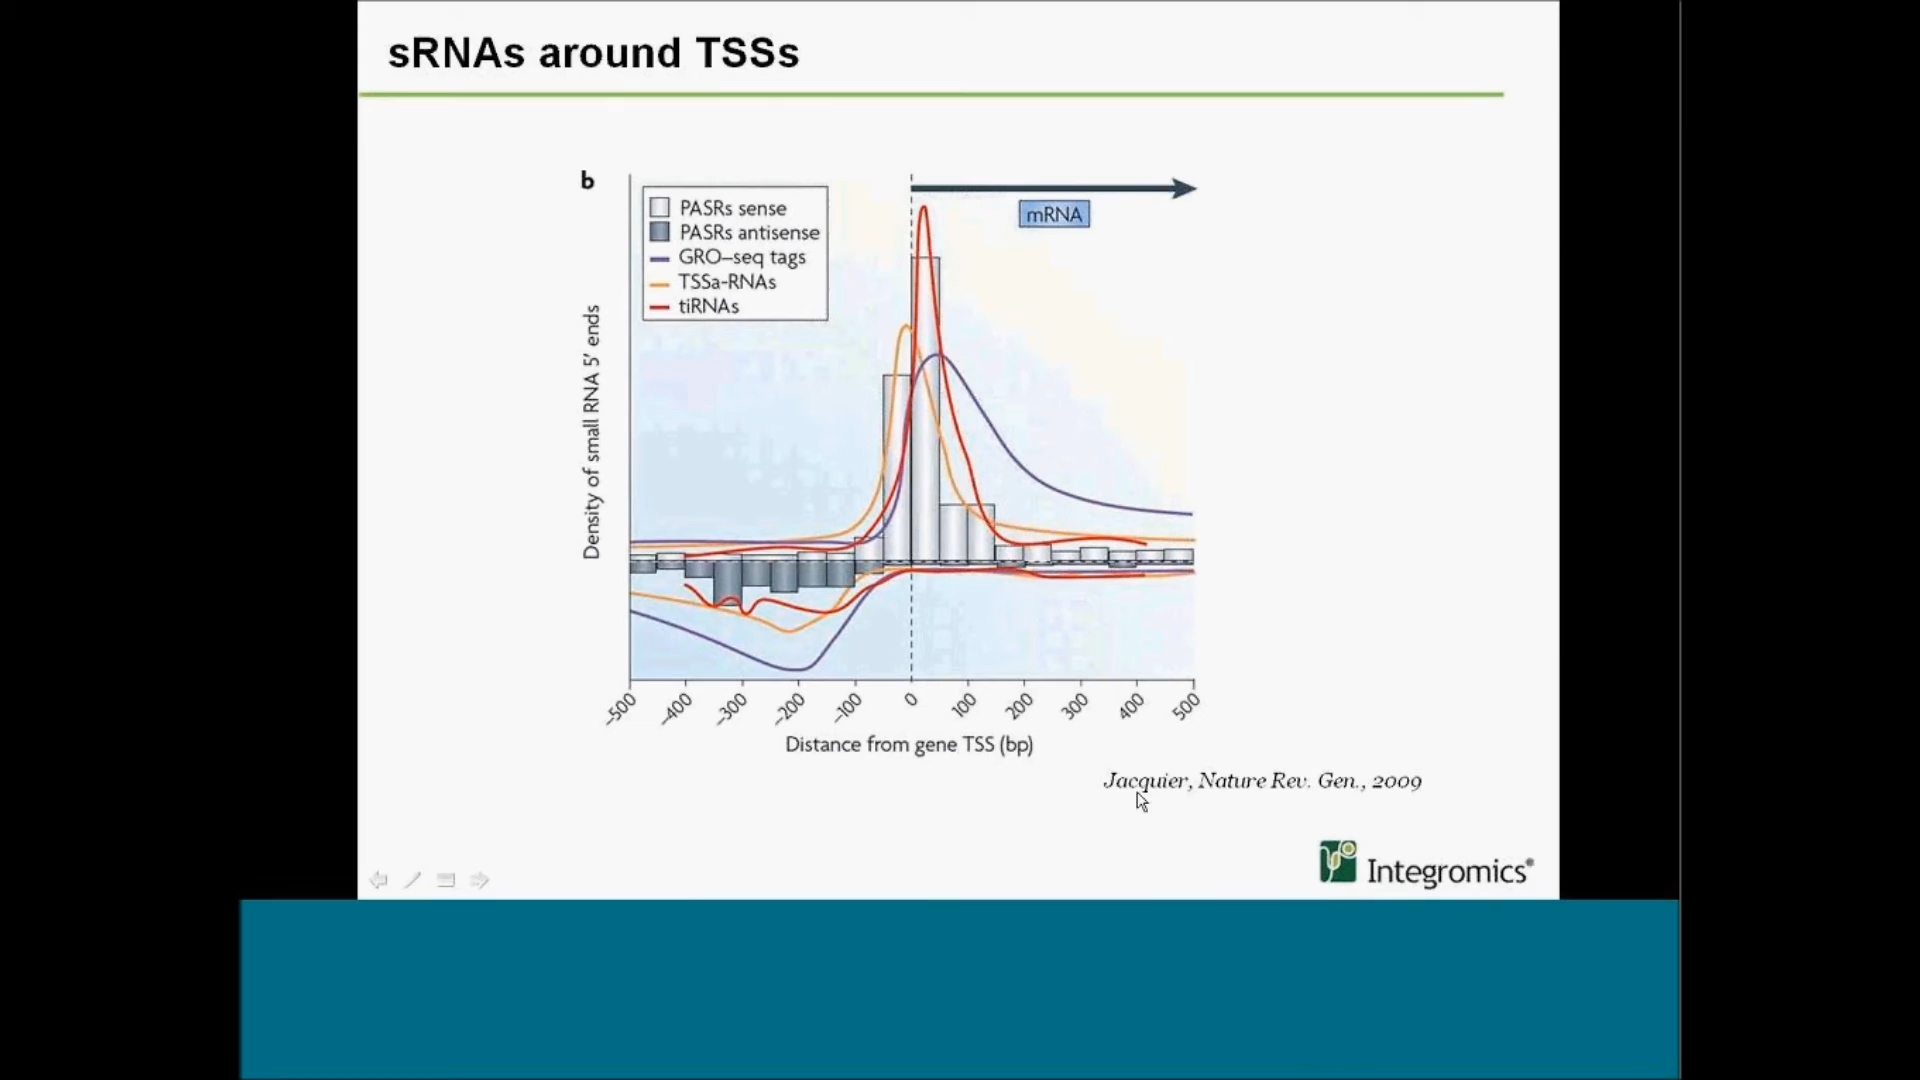 sRNAs around TSSs
b
PASRs sense
PASRs antisense
GRO–seq tags
TSSa-RNAs
tiRNAs
mRNA
Density of small RNA 5′ ends
-500 -400 -300 -200 -100 0 100 200 300 400 500
Distance from gene TSS (bp)
Jacquier, Nature Rev. Gen., 2009
Integromics®